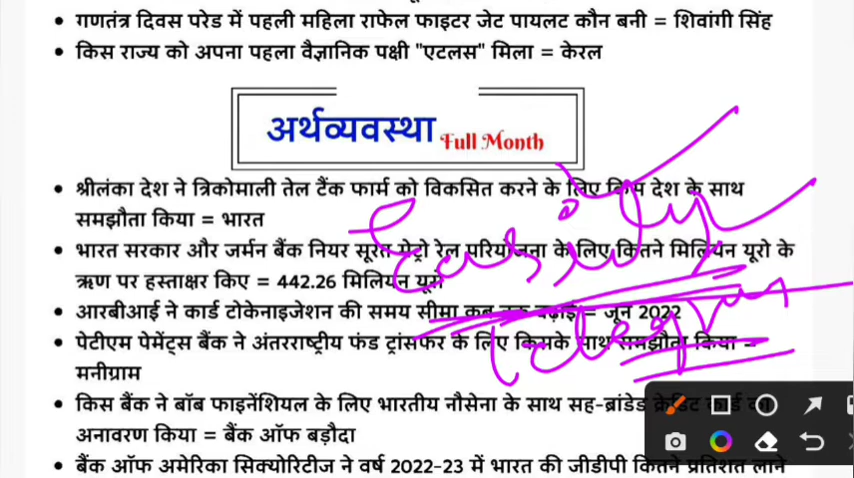 • गणतंत्र दिवस परेड में पहली महिला राफेल फाइटर जेट पायलट कौन बनी = शिवांगी सिंह
• किस राज्य को अपना पहला वैज्ञानिक पक्षी "एटलस" मिला = केरल
अर्थव्यवस्था Full Month
• श्रीलंका देश ने त्रिकोमाली तेल टैंक फार्म को विकसित करने के लिए किस देश के साथ
समझौता किया = भारत
• भारत सरकार और जर्मन बैंक नियर सूरत मेट्रो रेल परियोजना के लिए कितने मिलियन यूरो के
ऋण पर हस्ताक्षर किए = 442.26 मिलियन यूरो
• आरबीआई ने कार्ड टोकेनाइजेशन की समय सीमा कब तक बढ़ाई = जून 2022
• पेटीएम पेमेंट्स बैंक ने अंतरराष्ट्रीय फंड ट्रांसफर के लिए किसके साथ समझौता किया =
मनीग्राम
• किस बैंक ने बॉब फाइनेंशियल के लिए भारतीय नौसेना के साथ सह-ब्रांडेड क्रेडिट कार्ड का
अनावरण किया = बैंक ऑफ बड़ौदा
• बैंक ऑफ अमेरिका सिक्योरिटीज ने वर्ष 2022-23 में भारत की जीडीपी कितने प्रतिशत
Telegram